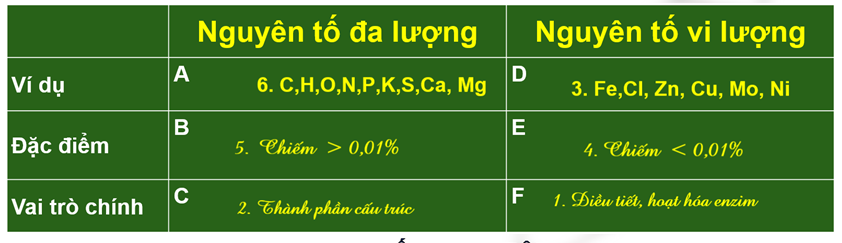 Nguyên tố đa lượng Nguyên tố vi lượng
Ví dụ A 6. C,H,O,N,P,K,S,Ca, Mg D 3. Fe,Cl, Zn, Cu, Mo, Ni
Đặc điểm B 5. Chiếm > 0,01% E 4. Chiếm < 0,01%
Vai trò chính C 2. Thành phần cấu trúc F 1. Điều tiết, hoạt hóa enzim